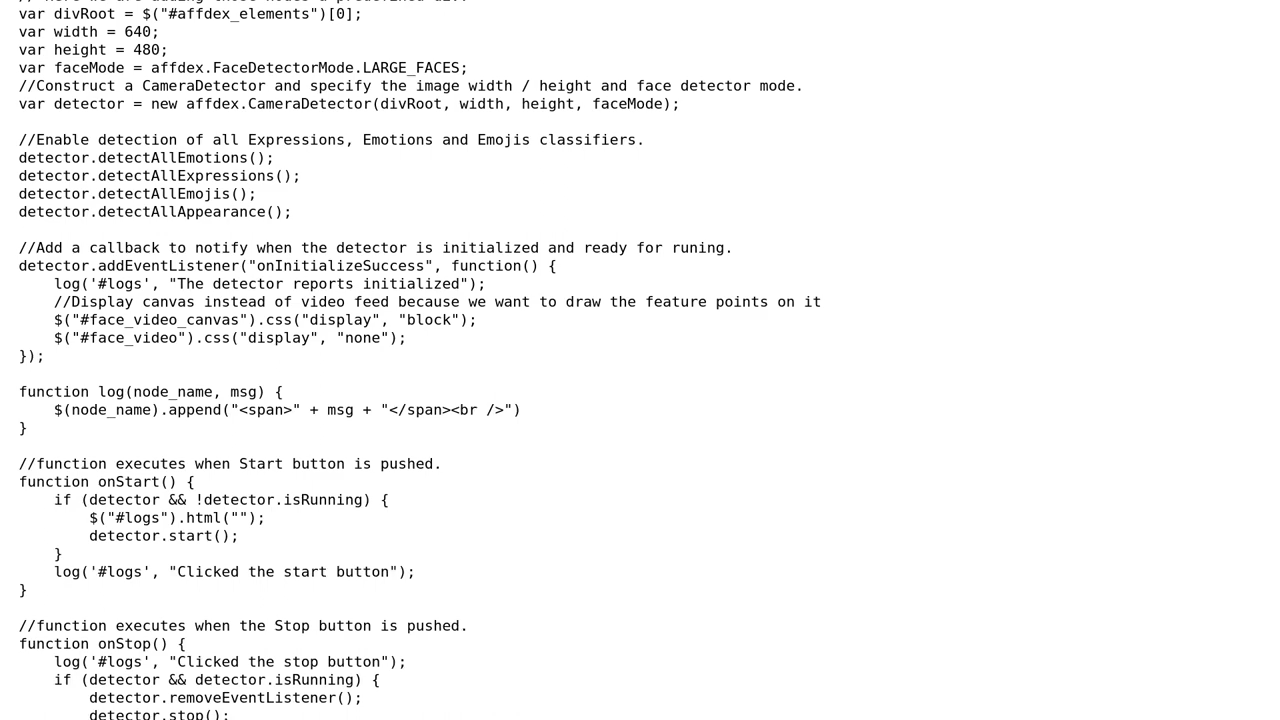 var divRoot = $("#affdex_elements")[0];
var width = 640;
var height = 480;
var faceMode = affdex.FaceDetectorMode.LARGE_FACES;
//Construct a CameraDetector and specify the image width / height and face detector mode.
var detector = new affdex.CameraDetector(divRoot, width, height, faceMode);

//Enable detection of all Expressions, Emotions and Emojis classifiers.
detector.detectAllEmotions();
detector.detectAllExpressions();
detector.detectAllEmojis();
detector.detectAllAppearance();

//Add a callback to notify when the detector is initialized and ready for runing.
detector.addEventListener("onInitializeSuccess", function() {
    log('#logs', "The detector reports initialized");
    //Display canvas instead of video feed because we want to draw the feature points on it
    $("#face_video_canvas").css("display", "block");
    $("#face_video").css("display", "none");
});

function log(node_name, msg) {
    $(node_name).append("<span>" + msg + "</span><br />")
}

//function executes when Start button is pushed.
function onStart() {
    if (detector && !detector.isRunning) {
        $("#logs").html("");
        detector.start();
    }
    log('#logs', "Clicked the start button");
}

//function executes when the Stop button is pushed.
function onStop() {
    log('#logs', "Clicked the stop button");
    if (detector && detector.isRunning) {
        detector.removeEventListener();
        detector.stop();